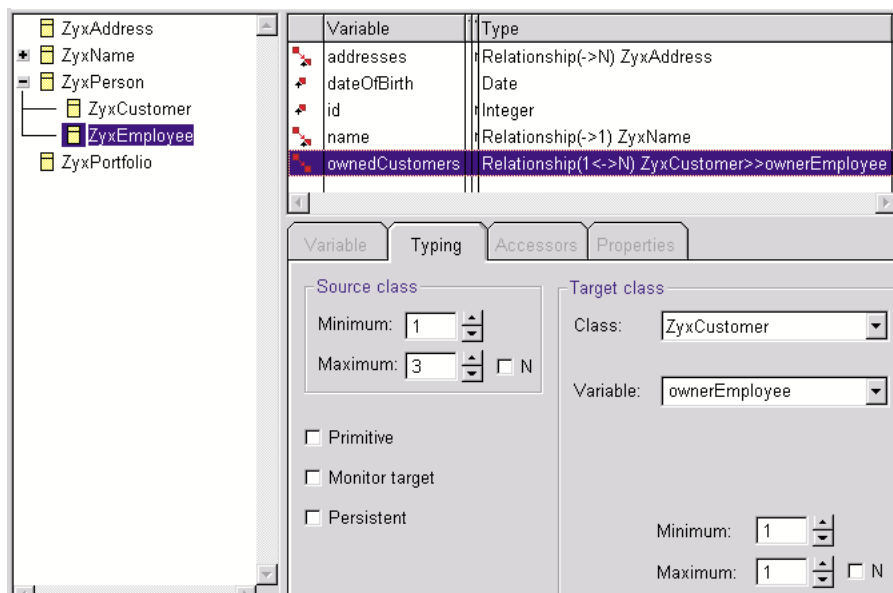 ZyxAddress
ZyxName
ZyxPerson
ZyxCustomer
ZyxEmployee
ZyxPortfolio
Variable Type
addresses Relationship(->N) ZyxAddress
dateOfBirth Date
id Integer
name Relationship(->1) ZyxName
ownedCustomers Relationship(1<->N) ZyxCustomer>>ownerEmployee
Variable Typing Accessors Properties
Source class
Minimum: 1
Maximum: 3 N
Primitive
Monitor target
Persistent
Target class
Class: ZyxCustomer
Variable: ownerEmployee
Minimum: 1
Maximum: 1 N